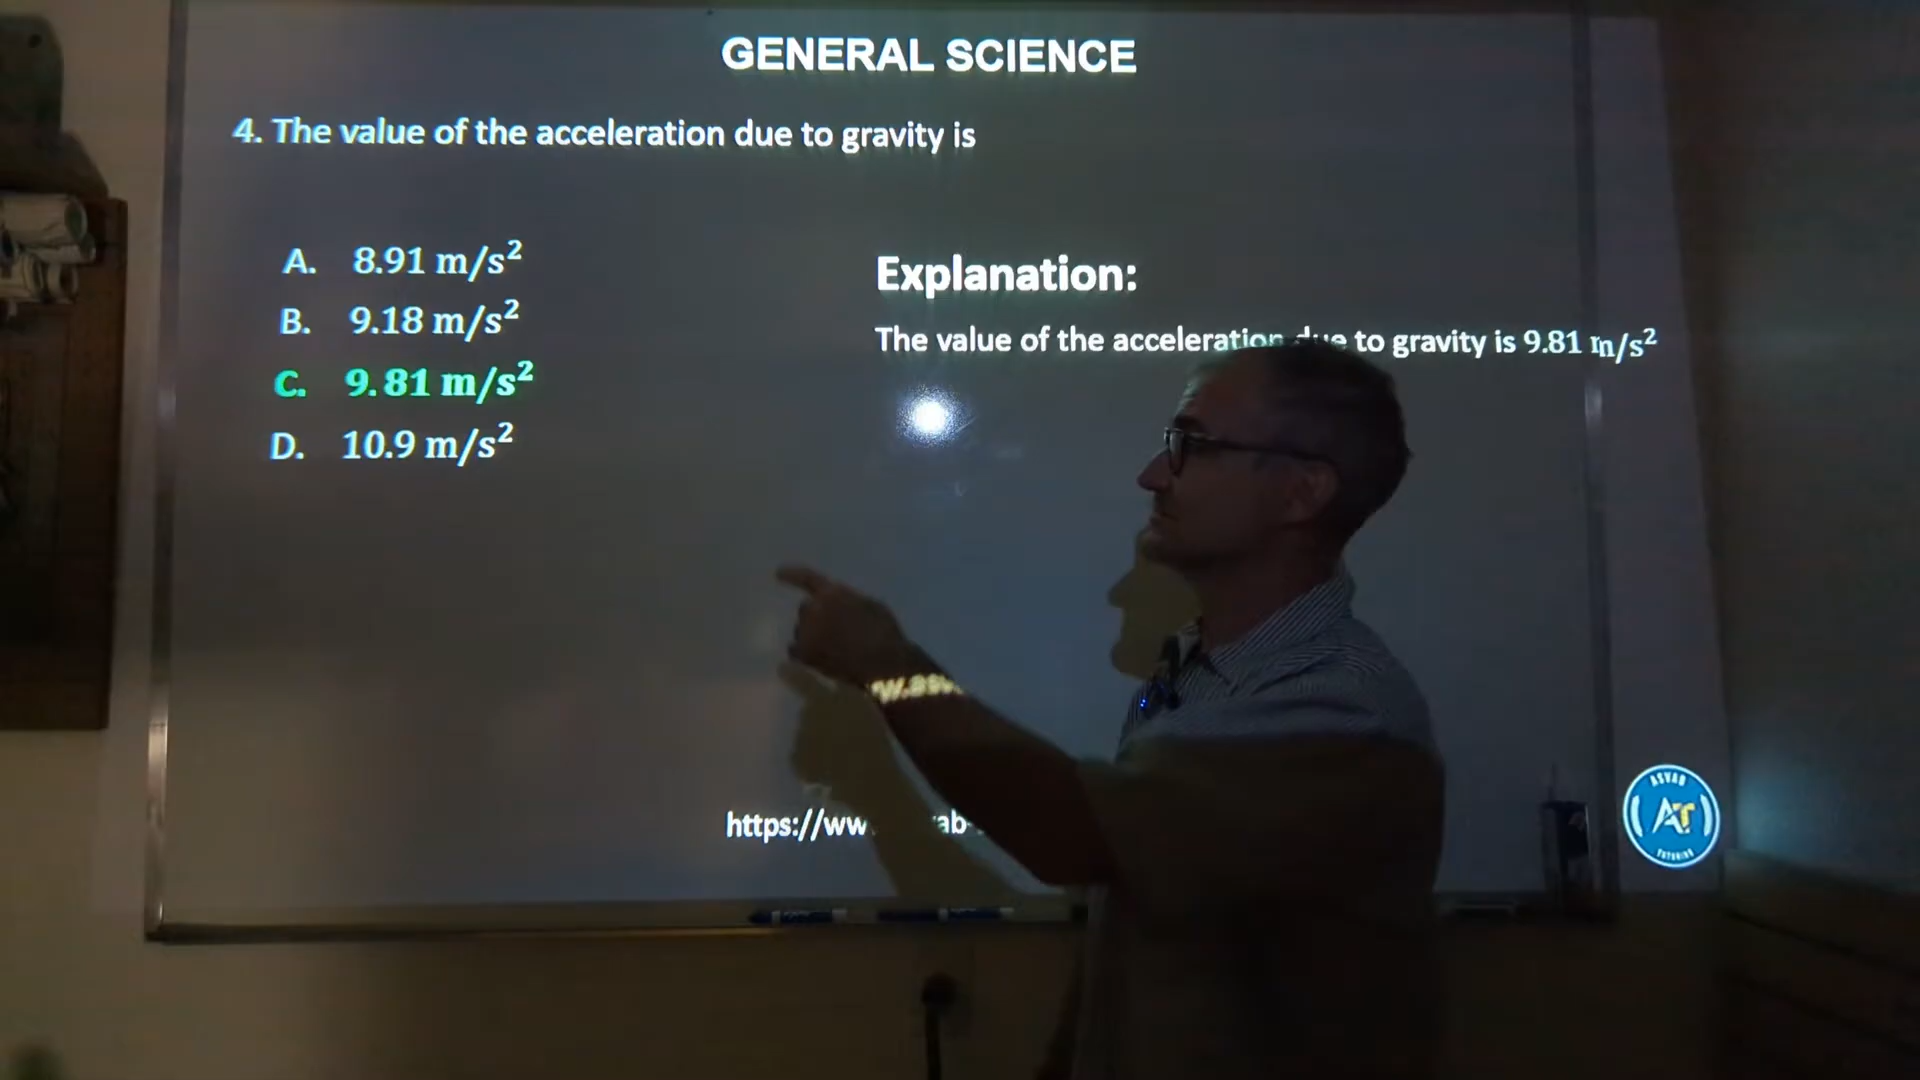 GENERAL SCIENCE
4. The value of the acceleration due to gravity is
A. 8.91 m/s²
B. 9.18 m/s²
C. 9.81 m/s²
D. 10.9 m/s²
Explanation:
The value of the acceleration due to gravity is 9.81 m/s²
https://ww
ab-
ASVAB
AT
TUTORING